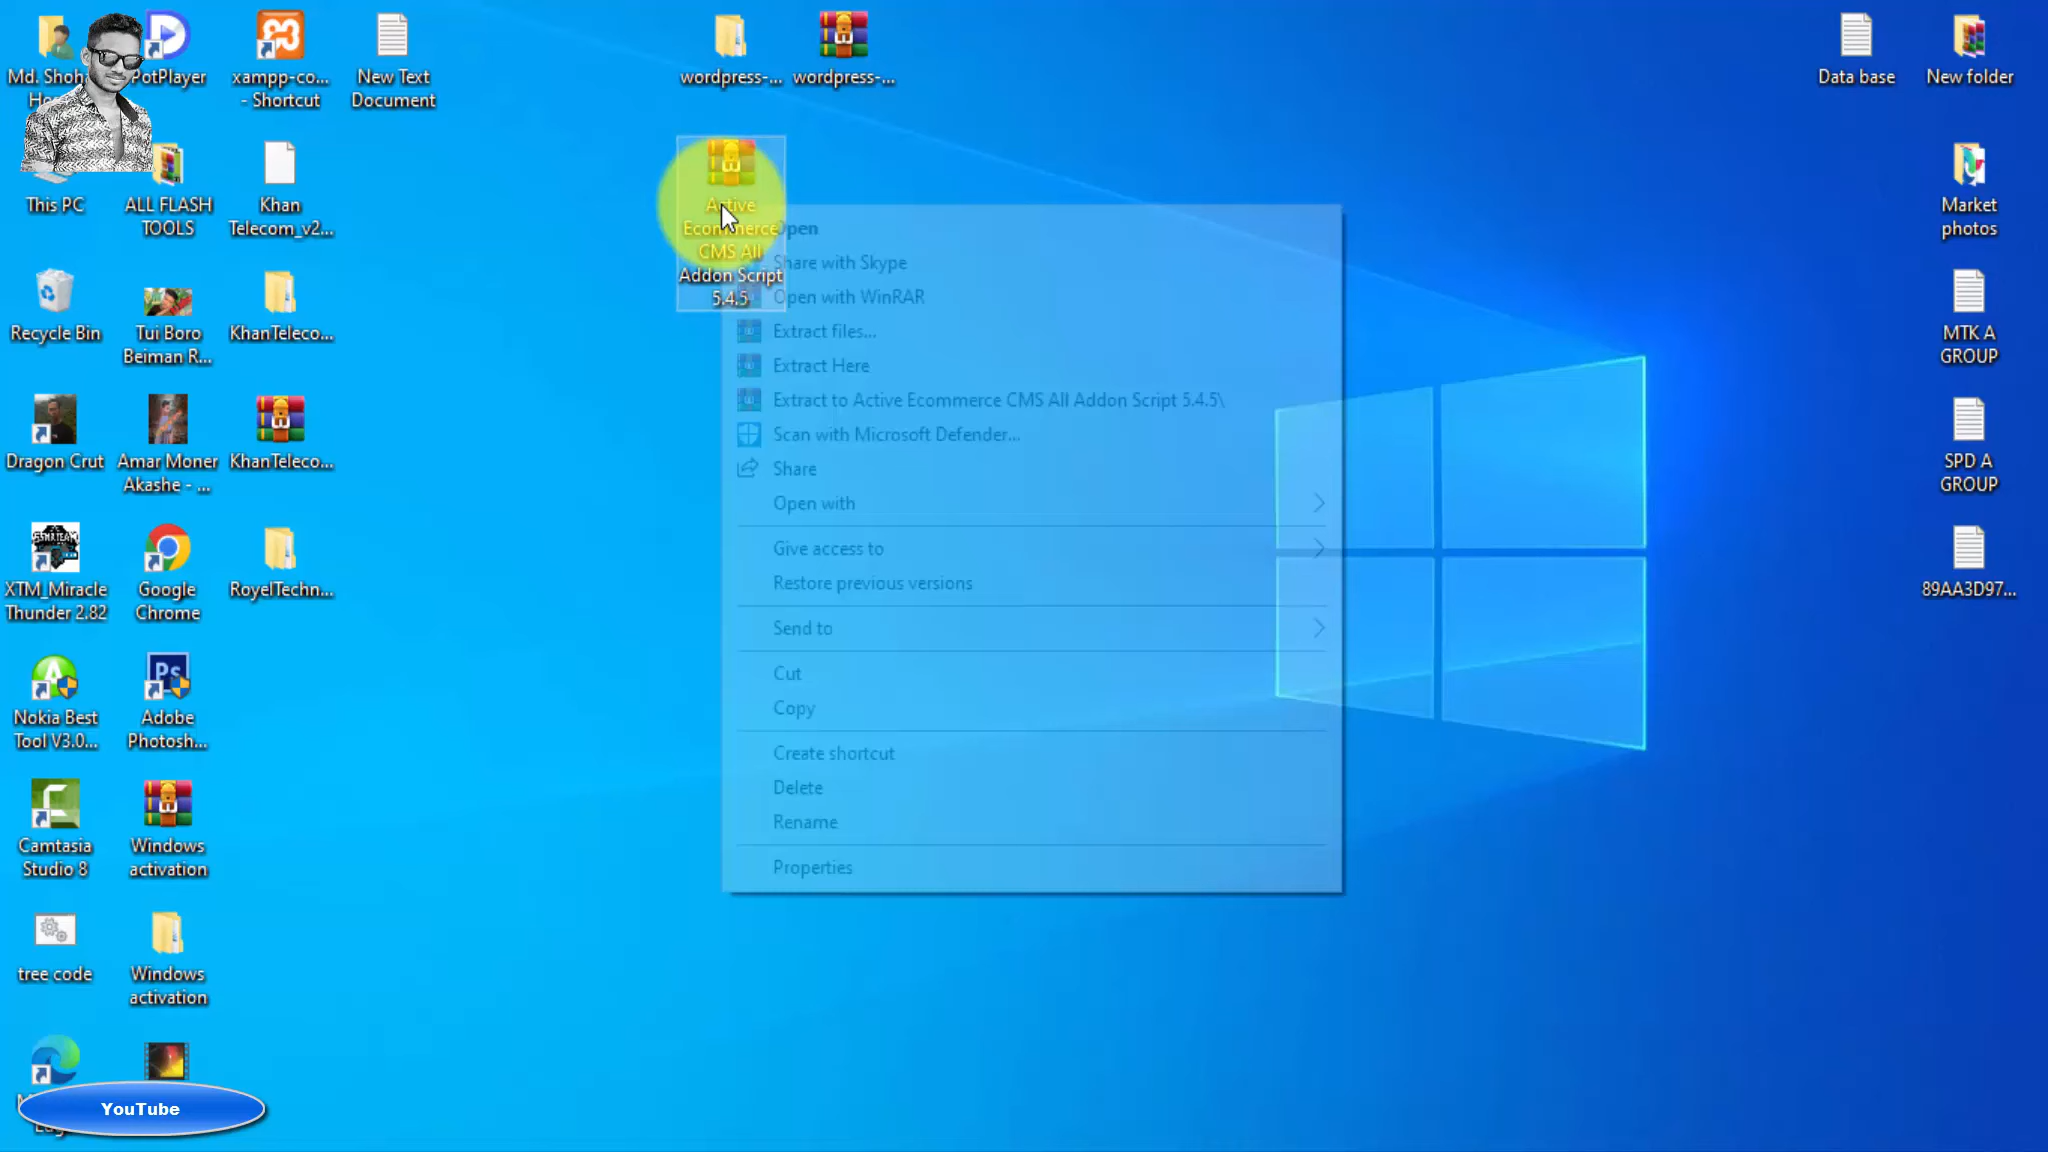 Md. Shoh
Ho
PotPlayer
xampp-co...
- Shortcut
New Text
Document
wordpress-...
wordpress-...
Data base
New folder
This PC
ALL FLASH
TOOLS
Khan
Telecom_v2...
Active
Ecommerce
CMS All
Addon Script
5.4.5
Market
photos
Recycle Bin
Tui Boro
Beiman R...
KhanTeleco...
MTK A
GROUP
Dragon Crut
Amar Moner
Akashe - ...
KhanTeleco...
SPD A
GROUP
XTM_Miracle
Thunder 2.82
Google
Chrome
RoyelTechn...
89AA3D97...
Nokia Best
Tool V3.0...
Ps
Adobe
Photosh...
Camtasia
Studio 8
Windows
activation
tree code
Windows
activation
Open
Share with Skype
Open with WinRAR
Extract files...
Extract Here
Extract to Active Ecommerce CMS All Addon Script 5.4.5\
Scan with Microsoft Defender...
Share
Open with
Give access to
Restore previous versions
Send to
Cut
Copy
Create shortcut
Delete
Rename
Properties
YouTube